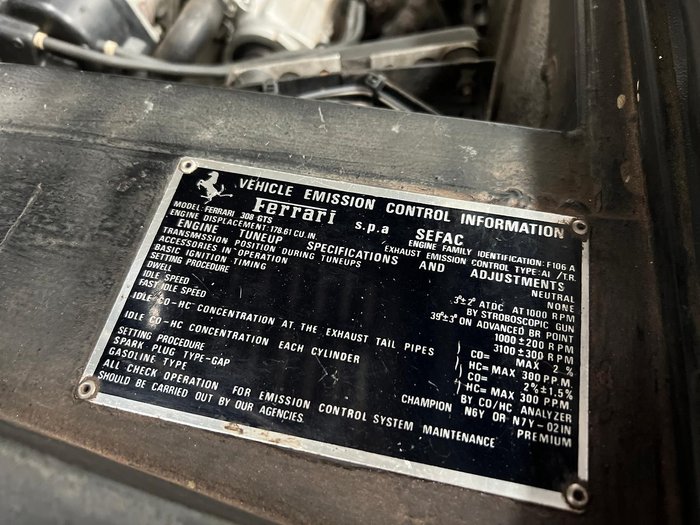 VEHICLE EMISSION CONTROL INFORMATION
Ferrari s.p.a SEFAC
MODEL: FERRARI 308 GTS ENGINE FAMILY IDENTIFICATION: F106 A
ENGINE DISPLACEMENT: 178.61 CU. IN. EXHAUST EMISSION CONTROL TYPE: AI /T.R.
ENGINE TUNEUP SPECIFICATIONS AND ADJUSTMENTS
TRANSMISSION POSITION DURING TUNEUPS NEUTRAL
ACCESSORIES IN OPERATION NONE
BASIC IGNITION TIMING 3°±2° ATDC AT 1000 RPM
SETTING PROCEDURE BY STROBOSCOPIC GUN
DWELL 39°±3° ON ADVANCED BR POINT
IDLE SPEED 1000±200 RPM
FAST IDLE SPEED 3100±300 RPM
IDLE CO-HC CONCENTRATION AT THE EXHAUST TAIL PIPES CO= MAX 2 %
HC= MAX 300 PP.M.
IDLE CO-HC CONCENTRATION EACH CYLINDER CO= 2%±1.5%
HC= MAX 300 PPM.
SETTING PROCEDURE BY CO/HC ANALYZER
SPARK PLUG TYPE-GAP CHAMPION N6Y OR N7Y-02IN
GASOLINE TYPE PREMIUM
ALL CHECK OPERATION FOR EMISSION CONTROL SYSTEM MAINTENANCE
SHOULD BE CARRIED OUT BY OUR AGENCIES